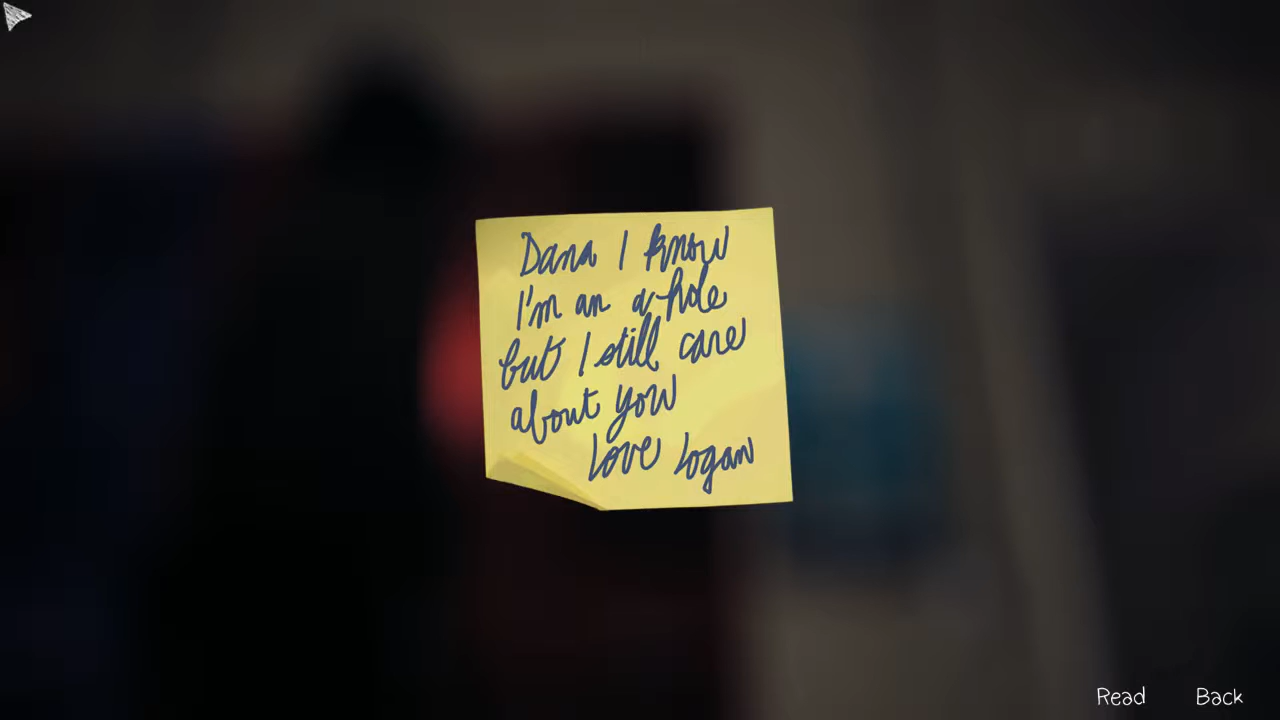 Dana I know
I'm an a-hole
but I still care
about you
Love Logan
Read Back